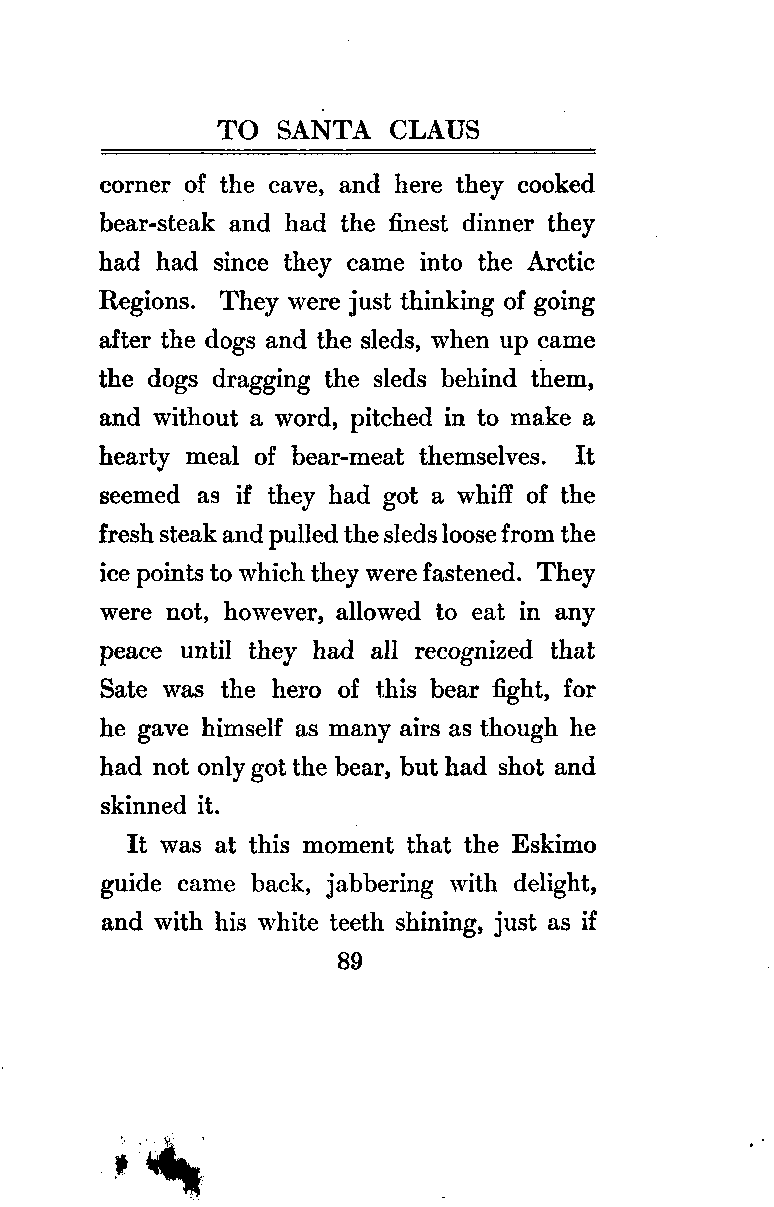 TO SANTA CLAUS
corner of the cave, and here they cooked
bear-steak and had the finest dinner they
had had since they came into the Arctic
Regions. They were just thinking of going
after the dogs and the sleds, when up came
the dogs dragging the sleds behind them,
and without a word, pitched in to make a
hearty meal of bear-meat themselves. It
seemed as if they had got a whiff of the
fresh steak and pulled the sleds loose from the
ice points to which they were fastened. They
were not, however, allowed to eat in any
peace until they had all recognized that
Sate was the hero of this bear fight, for
he gave himself as many airs as though he
had not only got the bear, but had shot and
skinned it.
It was at this moment that the Eskimo
guide came back, jabbering with delight,
and with his white teeth shining, just as if
89